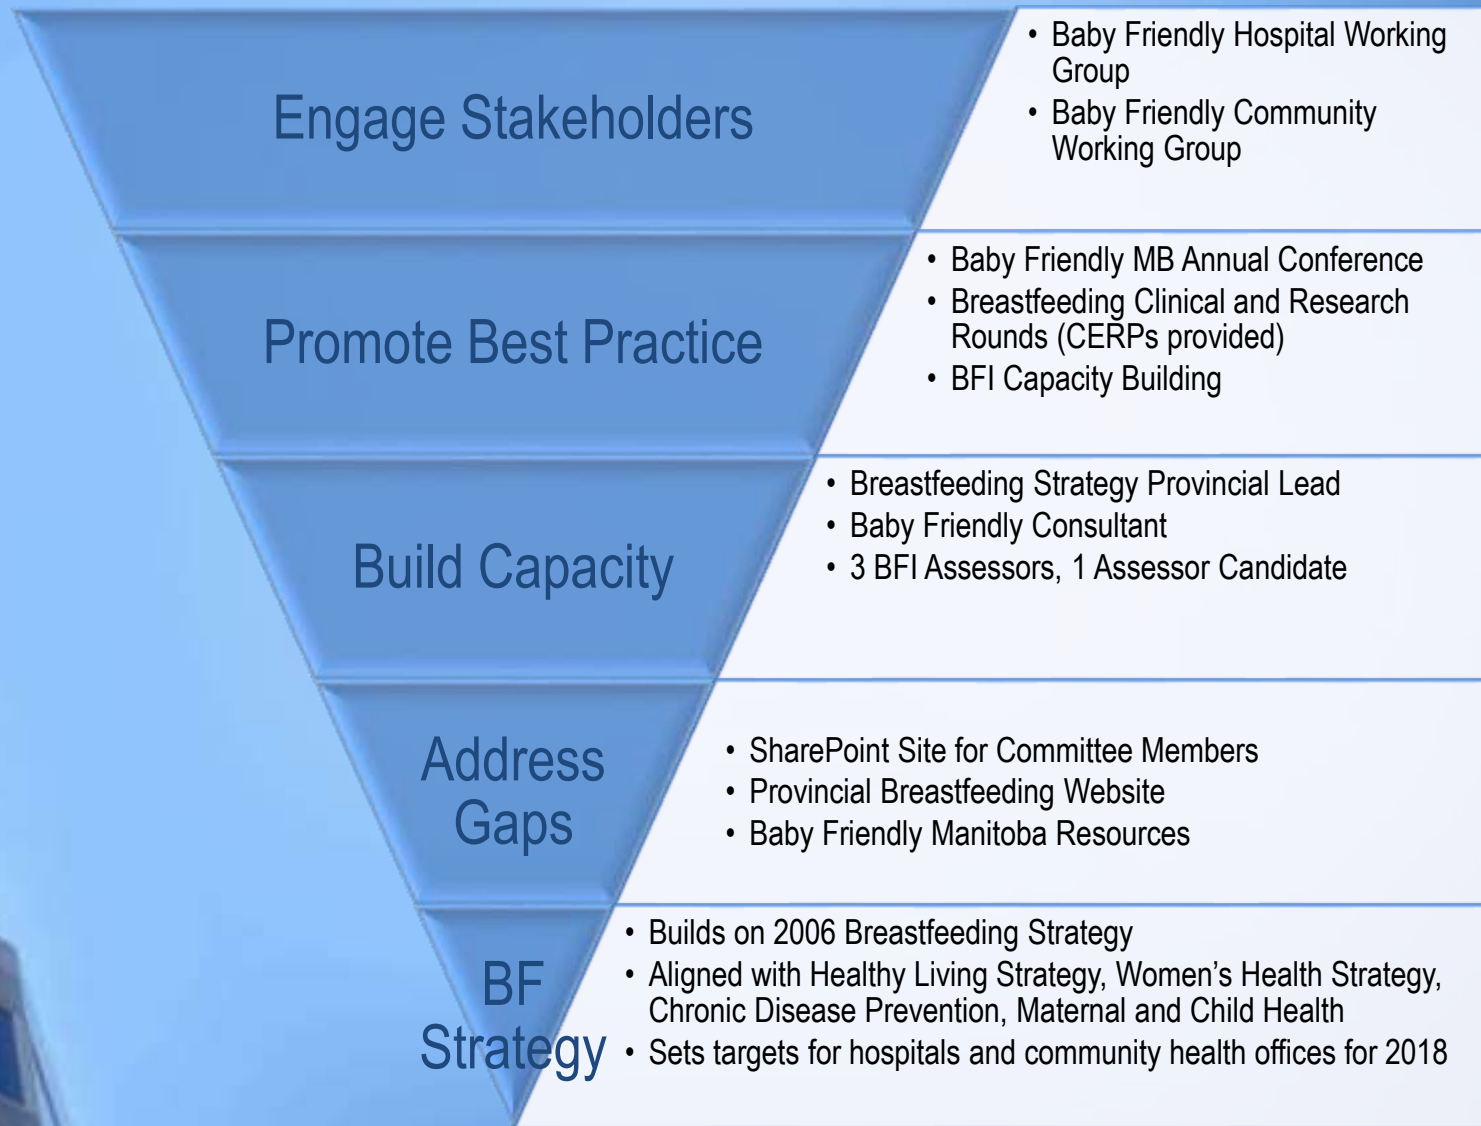 Engage Stakeholders
• Baby Friendly Hospital Working
Group
• Baby Friendly Community
Working Group
Promote Best Practice
• Baby Friendly MB Annual Conference
• Breastfeeding Clinical and Research
Rounds (CERPs provided)
• BFI Capacity Building
Build Capacity
• Breastfeeding Strategy Provincial Lead
• Baby Friendly Consultant
• 3 BFI Assessors, 1 Assessor Candidate
Address
Gaps
• SharePoint Site for Committee Members
• Provincial Breastfeeding Website
• Baby Friendly Manitoba Resources
BF
Strategy
• Builds on 2006 Breastfeeding Strategy
• Aligned with Healthy Living Strategy, Women’s Health Strategy,
Chronic Disease Prevention, Maternal and Child Health
• Sets targets for hospitals and community health offices for 2018